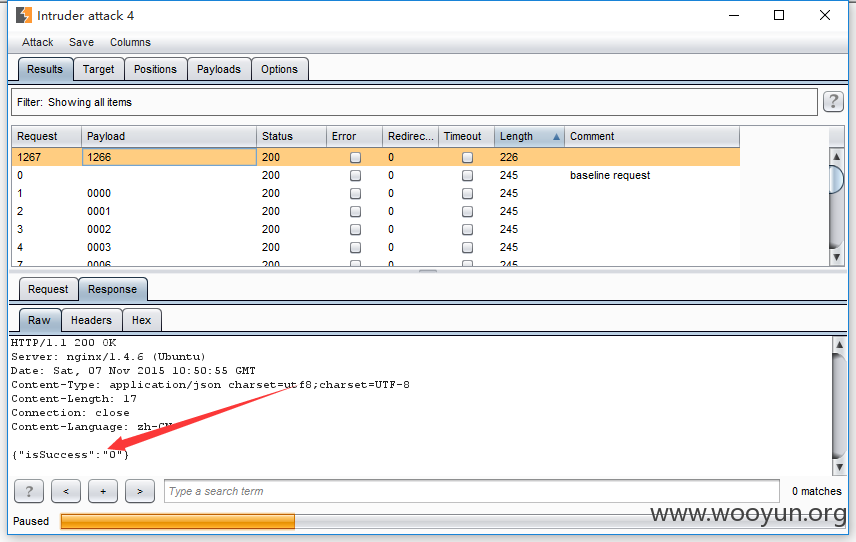 Intruder attack 4
Attack Save Columns
Results Target Positions Payloads Options
Filter: Showing all items ?
Request Payload Status Error Redirec... Timeout Length Comment
1267 1266 200 0 226
0 200 0 245 baseline request
1 0000 200 0 245
2 0001 200 0 245
3 0002 200 0 245
4 0003 200 0 245
7 0006 200 0 245
Request Response
Raw Headers Hex
HTTP/1.1 200 OK
Server: nginx/1.4.6 (Ubuntu)
Date: Sat, 07 Nov 2015 10:50:55 GMT
Content-Type: application/json charset=utf8;charset=UTF-8
Content-Length: 17
Connection: close
Content-Language: zh-CN
{"isSuccess":"0"}
? < + > Type a search term 0 matches
Paused
www.wooyun.org